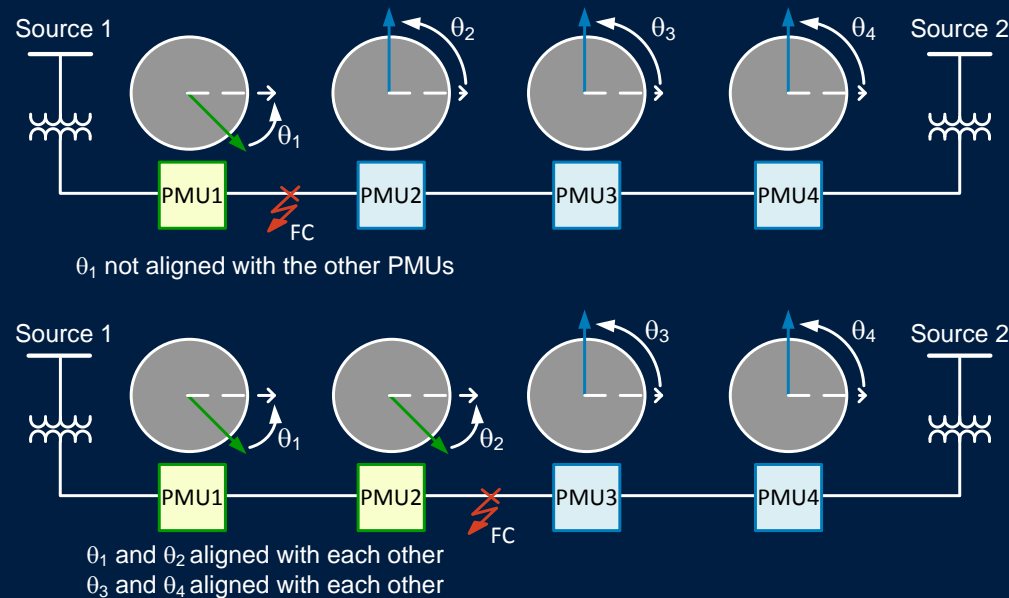 Source 1
Source 2
θ2
θ3
θ4
θ1
PMU1
PMU2
PMU3
PMU4
FC
θ1 not aligned with the other PMUs
Source 1
Source 2
θ3
θ4
θ1
θ2
PMU1
PMU2
PMU3
PMU4
FC
θ1 and θ2 aligned with each other
θ3 and θ4 aligned with each other